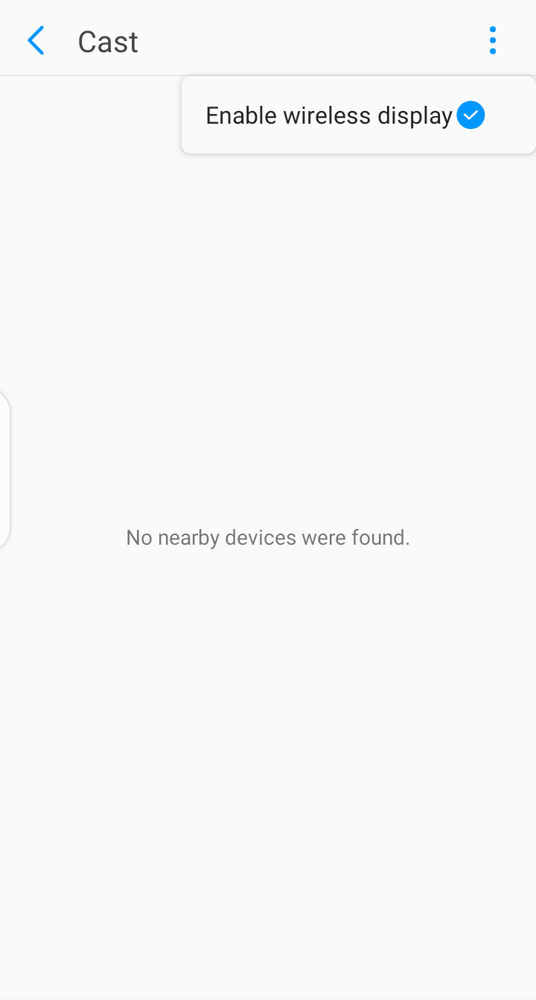 Cast
Enable wireless display
No nearby devices were found.